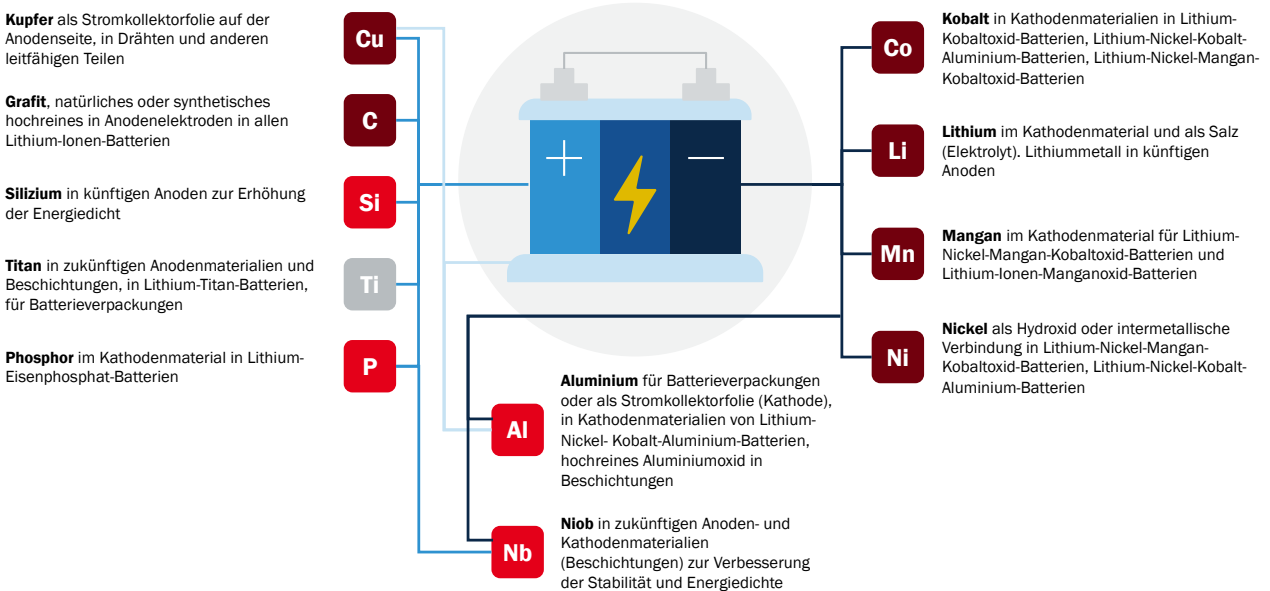 Kupfer als Stromkollektorfolie auf der
Anodenseite, in Drähten und anderen
leitfähigen Teilen
Cu
Grafit, natürliches oder synthetisches
hochreines in Anodenelektroden in allen
Lithium-Ionen-Batterien
C
Silizium in künftigen Anoden zur Erhöhung
der Energiedicht
Si
Titan in zukünftigen Anodenmaterialien und
Beschichtungen, in Lithium-Titan-Batterien,
für Batterieverpackungen
Ti
Phosphor im Kathodenmaterial in Lithium-
Eisenphosphat-Batterien
P
Co
Kobalt in Kathodenmaterialien in Lithium-
Kobaltoxid-Batterien, Lithium-Nickel-Kobalt-
Aluminium-Batterien, Lithium-Nickel-Mangan-
Kobaltoxid-Batterien
Li
Lithium im Kathodenmaterial und als Salz
(Elektrolyt). Lithiummetall in künftigen
Anoden
Mn
Mangan im Kathodenmaterial für Lithium-
Nickel-Mangan-Kobaltoxid-Batterien und
Lithium-Ionen-Manganoxid-Batterien
Ni
Nickel als Hydroxid oder intermetallische
Verbindung in Lithium-Nickel-Mangan-
Kobaltoxid-Batterien, Lithium-Nickel-Kobalt-
Aluminium-Batterien
Al
Aluminium für Batterieverpackungen
oder als Stromkollektorfolie (Kathode),
in Kathodenmaterialien von Lithium-
Nickel- Kobalt-Aluminium-Batterien,
hochreines Aluminiumoxid in
Beschichtungen
Nb
Niob in zukünftigen Anoden- und
Kathodenmaterialien
(Beschichtungen) zur Verbesserung
der Stabilität und Energiedichte